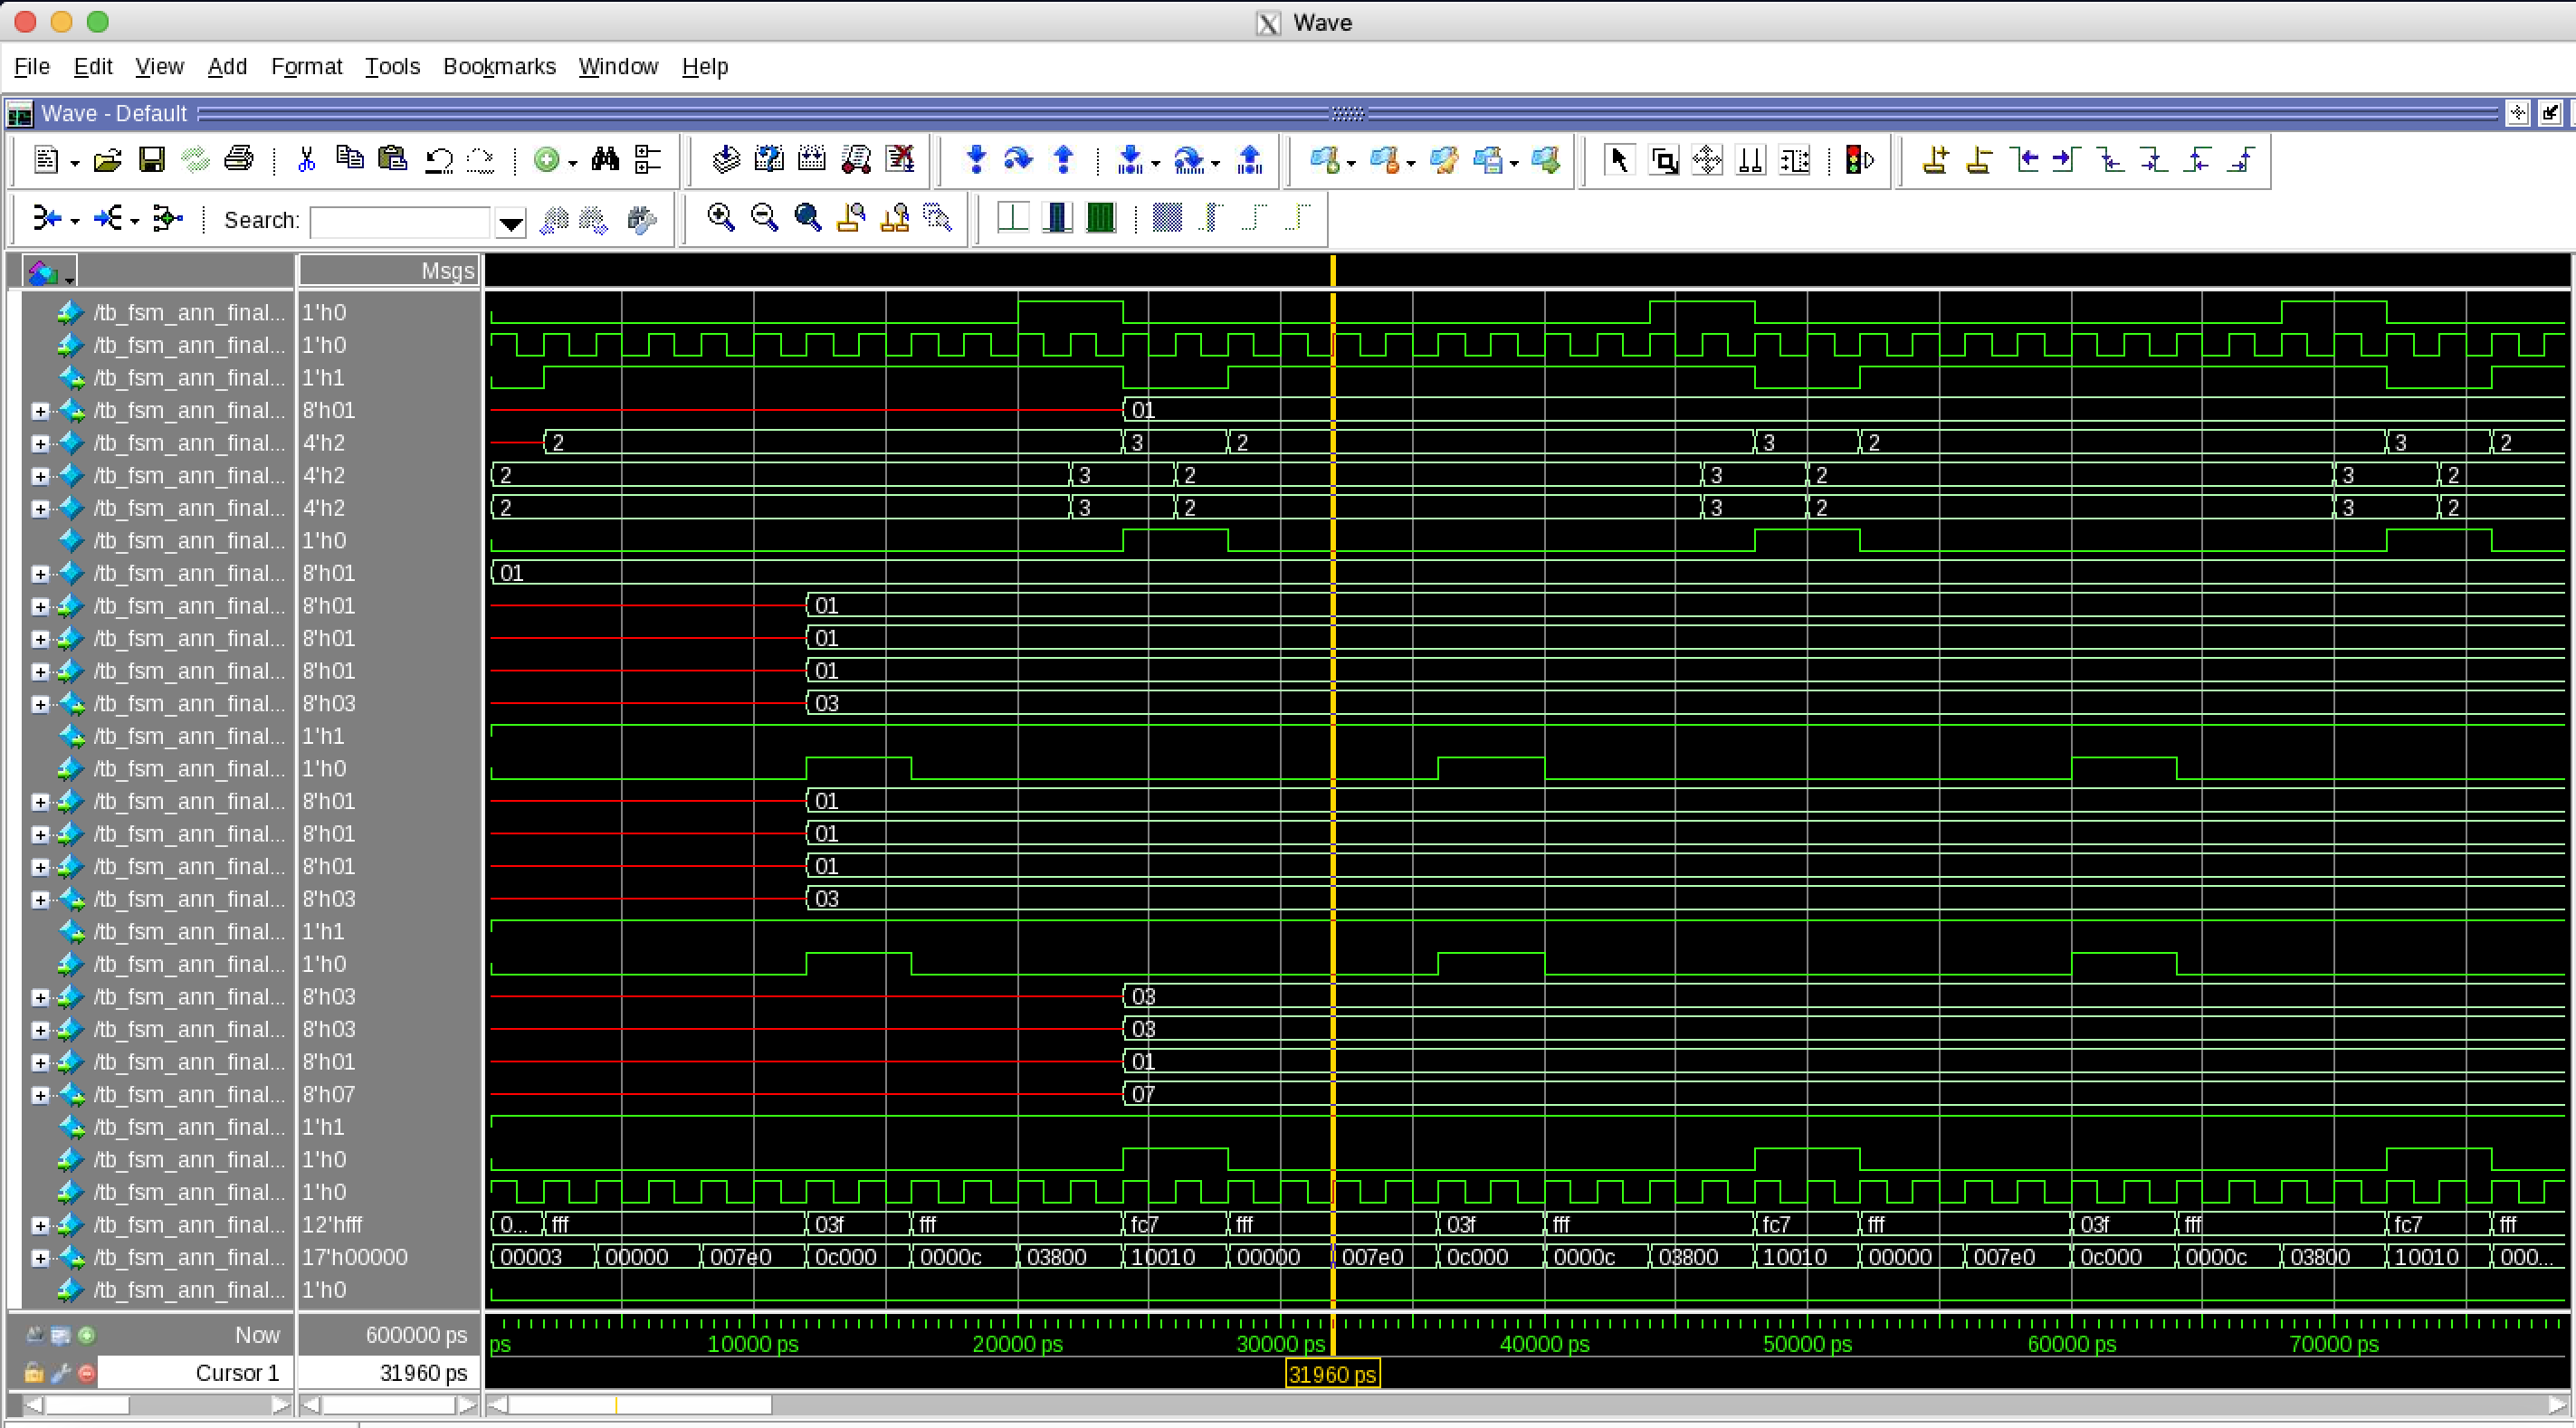 Wave
File Edit View Add Format Tools Bookmarks Window Help
Wave - Default
Search:
Msgs
/tb_fsm_ann_final... 1'h0
/tb_fsm_ann_final... 1'h0
/tb_fsm_ann_final... 1'h1
/tb_fsm_ann_final... 8'h01 01
/tb_fsm_ann_final... 4'h2 2 3 2 3 2 3 2
/tb_fsm_ann_final... 4'h2 2 3 2 3 2 3 2
/tb_fsm_ann_final... 4'h2 2 3 2 3 2 3 2
/tb_fsm_ann_final... 1'h0
/tb_fsm_ann_final... 8'h01 01
/tb_fsm_ann_final... 8'h01 01
/tb_fsm_ann_final... 8'h01 01
/tb_fsm_ann_final... 8'h01 01
/tb_fsm_ann_final... 8'h03 03
/tb_fsm_ann_final... 1'h1
/tb_fsm_ann_final... 1'h0
/tb_fsm_ann_final... 8'h01 01
/tb_fsm_ann_final... 8'h01 01
/tb_fsm_ann_final... 8'h01 01
/tb_fsm_ann_final... 8'h03 03
/tb_fsm_ann_final... 1'h1
/tb_fsm_ann_final... 1'h0
/tb_fsm_ann_final... 8'h03 03
/tb_fsm_ann_final... 8'h03 03
/tb_fsm_ann_final... 8'h01 01
/tb_fsm_ann_final... 8'h07 07
/tb_fsm_ann_final... 1'h1
/tb_fsm_ann_final... 1'h0
/tb_fsm_ann_final... 1'h0
/tb_fsm_ann_final... 12'hfff 0... fff 03f fff fc7 fff 03f fff fc7 fff 03f fff fc7 fff
/tb_fsm_ann_final... 17'h00000 00003 00000 007e0 0c000 0000c 03800 10010 00000 007e0 0c000 0000c 03800 10010 00000 007e0 0c000 0000c 03800 10010 000...
/tb_fsm_ann_final... 1'h0
Now 600000 ps ps 10000 ps 20000 ps 30000 ps 40000 ps 50000 ps 60000 ps 70000 ps
Cursor 1 31960 ps 31960 ps